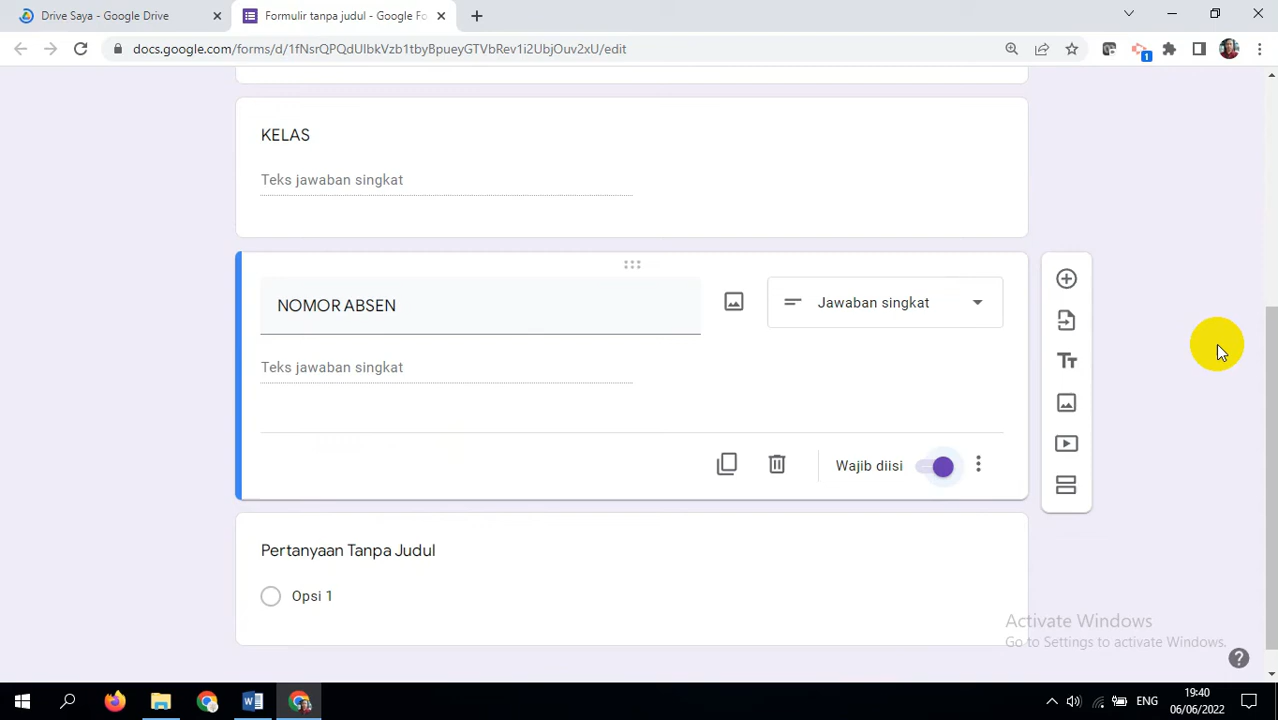 Drive Saya - Google Drive
Formulir tanpa judul - Google Fo
docs.google.com/forms/d/1fNsrQPQdUlbkVzb1tbyBpueyGTVbRev1i2UbjOuv2xU/edit
1
KELAS
Teks jawaban singkat
NOMOR ABSEN
Jawaban singkat
Tт
Teks jawaban singkat
Wajib diisi
Pertanyaan Tanpa Judul
Opsi 1
Activate Windows
Go to Settings to activate Windows.
ENG
19:40
06/06/2022